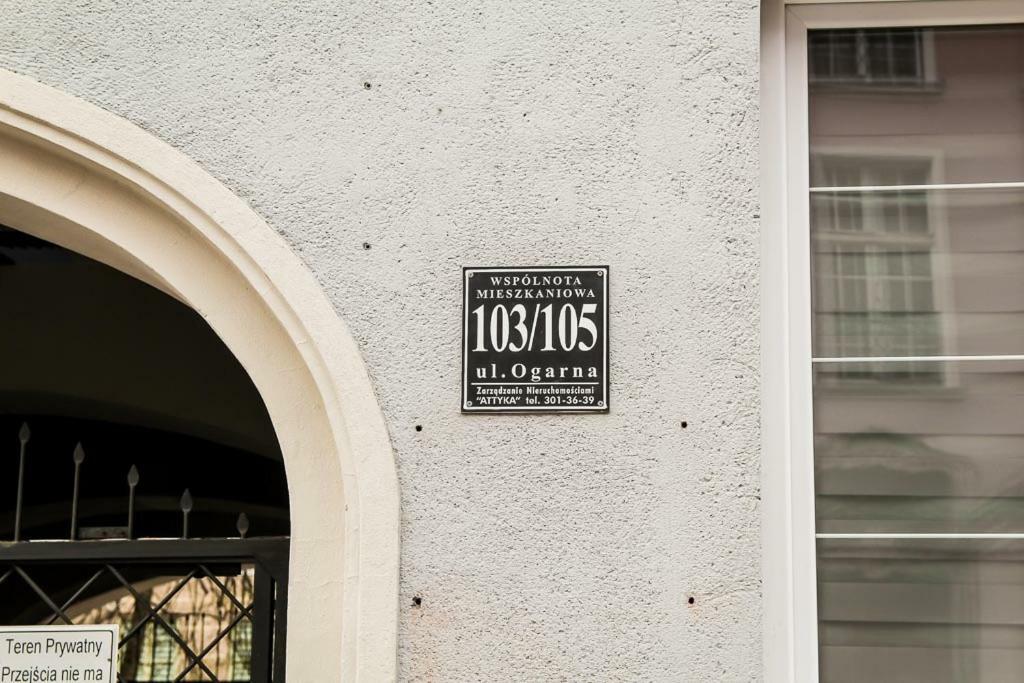 WSPÓLNOTA
MIESZKANIOWA
103/105
ul. Ogarna
Zarządzanie Nieruchomościami
"ATTYKA" tel. 301-36-39
Teren Prywatny
Przejścia nie ma